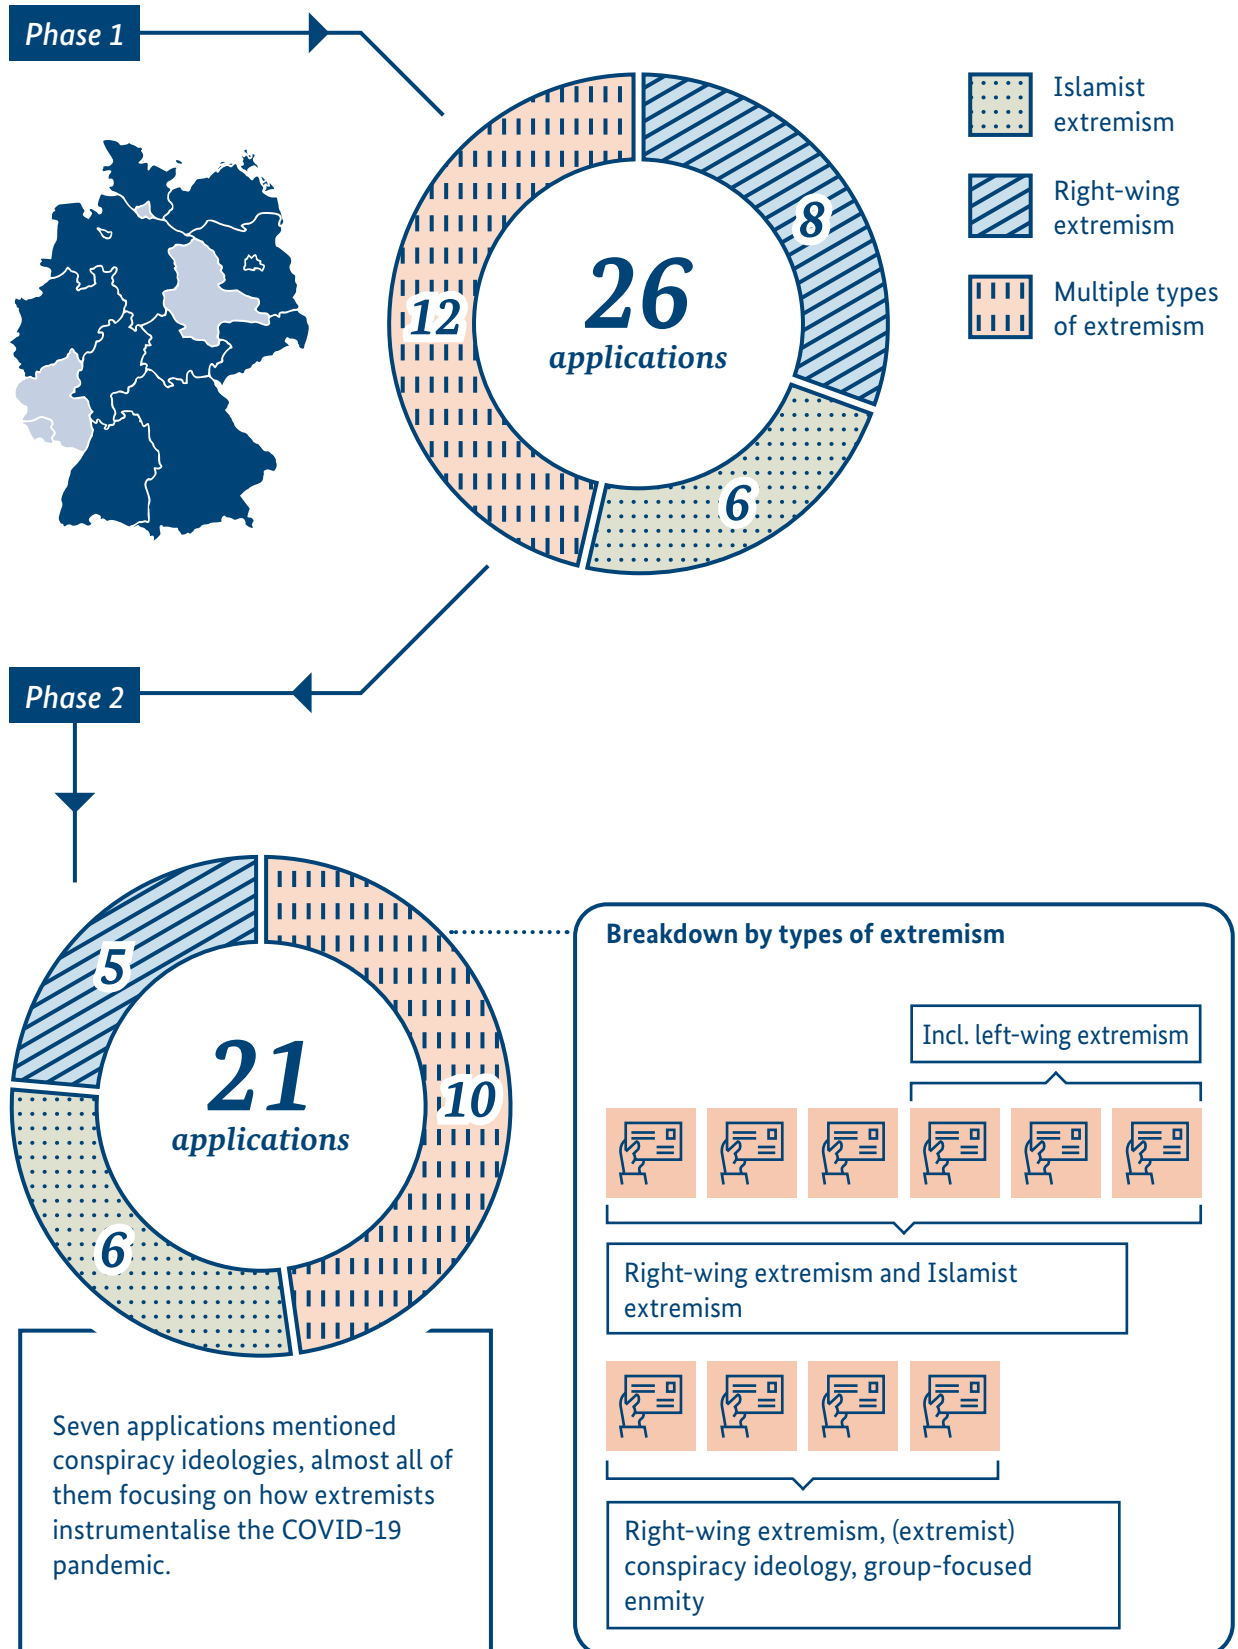 Phase 1
Islamist
extremism
Right-wing
extremism
Multiple types
of extremism
8
12
26
applications
6
Phase 2
5
21
applications
10
6
Seven applications mentioned
conspiracy ideologies, almost all of
them focusing on how extremists
instrumentalise the COVID-19
pandemic.
Breakdown by types of extremism
Incl. left-wing extremism
Right-wing extremism and Islamist
extremism
Right-wing extremism, (extremist)
conspiracy ideology, group-focused
enmity